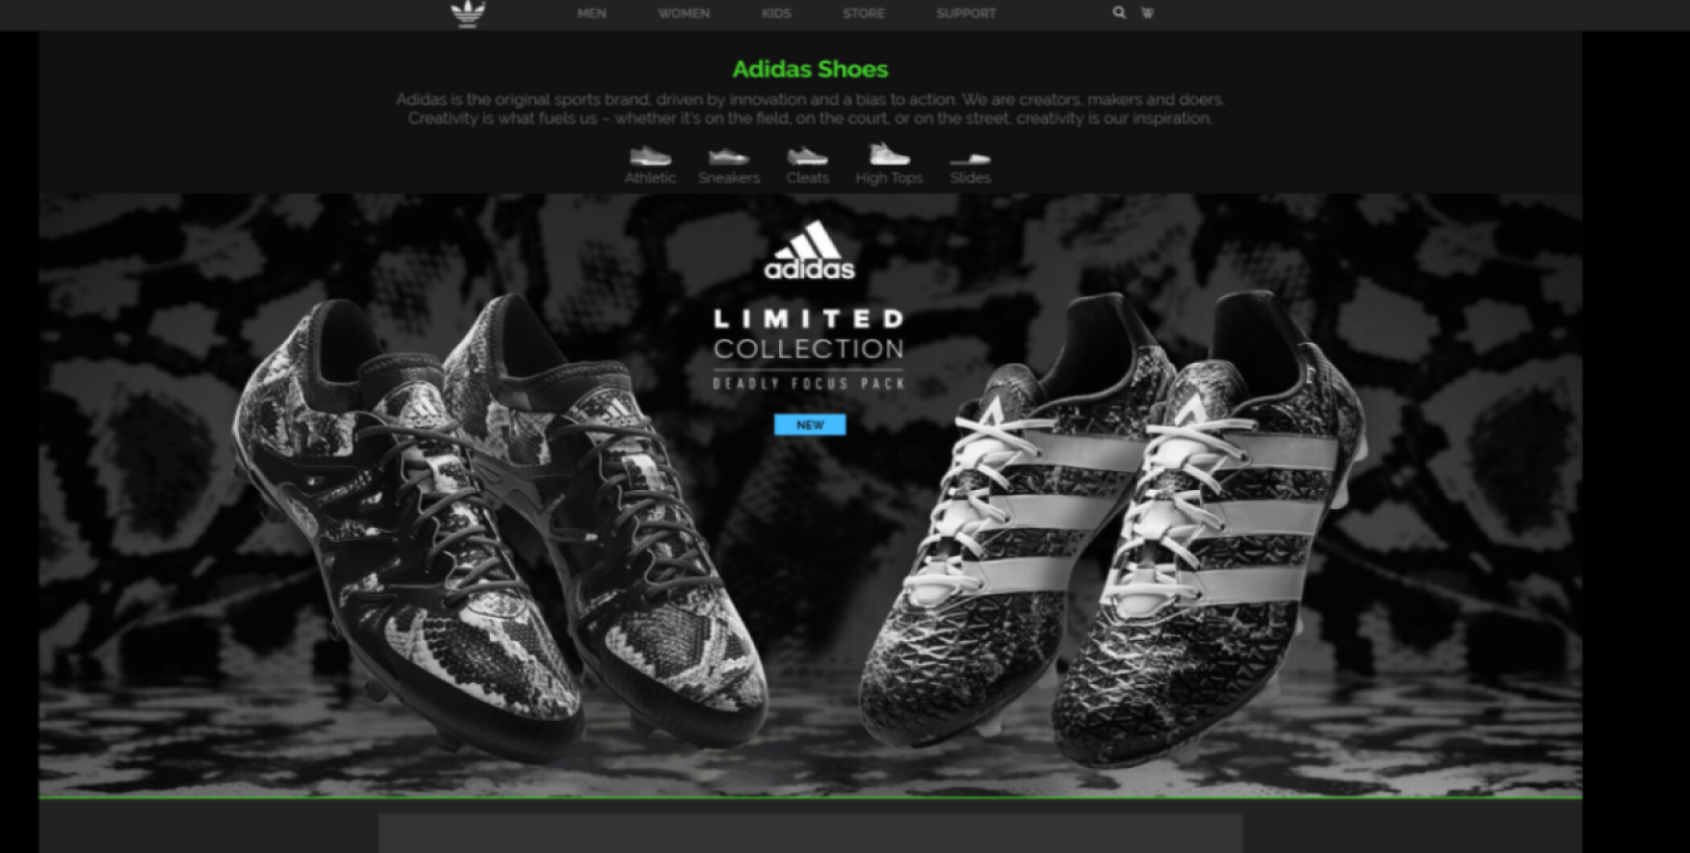 MEN WOMEN KIDS STORE SUPPORT
Adidas Shoes
Adidas is the original sports brand, driven by innovation and a bias to action. We are creators, makers and doers.
Creativity is what fuels us – whether it's on the field, on the court, or on the street, creativity is our inspiration.
Athletic Sneakers Cleats High Tops Slides
adidas
LIMITED
COLLECTION
DEADLY FOCUS PACK
NEW